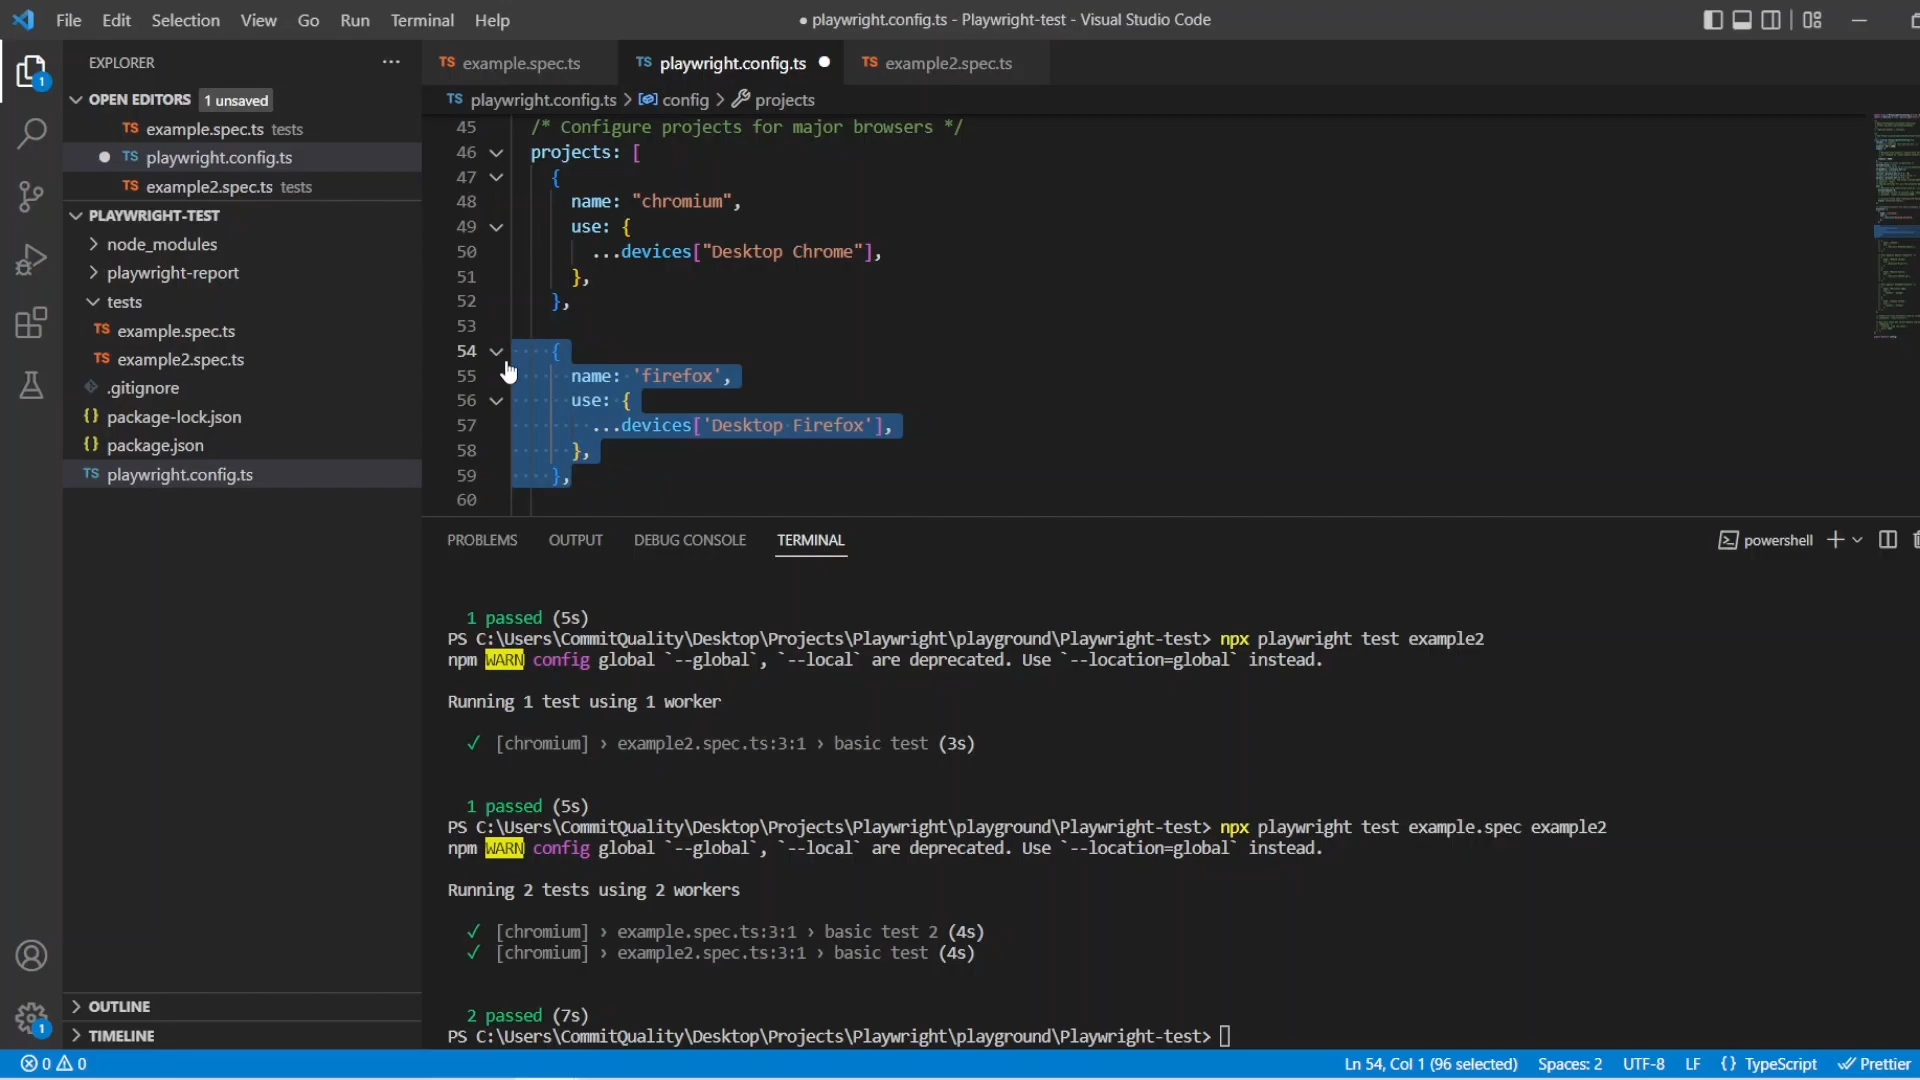 File Edit Selection View Go Run Terminal Help
● playwright.config.ts - Playwright-test - Visual Studio Code
EXPLORER ...
OPEN EDITORS 1 unsaved
TS example.spec.ts tests
● TS playwright.config.ts
TS example2.spec.ts tests
PLAYWRIGHT-TEST
node_modules
playwright-report
tests
TS example.spec.ts
TS example2.spec.ts
.gitignore
{} package-lock.json
{} package.json
TS playwright.config.ts
OUTLINE
TIMELINE
1
1
TS example.spec.ts TS playwright.config.ts ● TS example2.spec.ts
TS playwright.config.ts > config > projects
45 /* Configure projects for major browsers */
46 projects: [
47 {
48 name: "chromium",
49 use: {
50 ...devices["Desktop Chrome"],
51 },
52 },
53
54 {
55 name: 'firefox',
56 use: {
57 ...devices['Desktop Firefox'],
58 },
59 },
60
PROBLEMS OUTPUT DEBUG CONSOLE TERMINAL
powershell
1 passed (5s)
PS C:\Users\CommitQuality\Desktop\Projects\Playwright\playground\Playwright-test> npx playwright test example2
npm WARN config global `--global`, `--local` are deprecated. Use `--location=global` instead.
Running 1 test using 1 worker
✓ [chromium] › example2.spec.ts:3:1 › basic test (3s)
1 passed (5s)
PS C:\Users\CommitQuality\Desktop\Projects\Playwright\playground\Playwright-test> npx playwright test example.spec example2
npm WARN config global `--global`, `--local` are deprecated. Use `--location=global` instead.
Running 2 tests using 2 workers
✓ [chromium] › example.spec.ts:3:1 › basic test 2 (4s)
✓ [chromium] › example2.spec.ts:3:1 › basic test (4s)
2 passed (7s)
PS C:\Users\CommitQuality\Desktop\Projects\Playwright\playground\Playwright-test>
0 0
Ln 54, Col 1 (96 selected) Spaces: 2 UTF-8 LF {} TypeScript Prettier